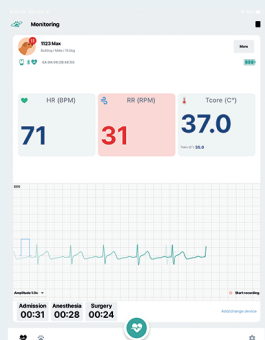 Monitoring
1123 Max
More
HR (BPM)
RR (RPM)
Tcore (C°)
71
31
37.0
ECG
Amplitude 1.0x
Start recording
Admission
00:31
Anesthesia
00:28
Surgery
00:24
Add/change device